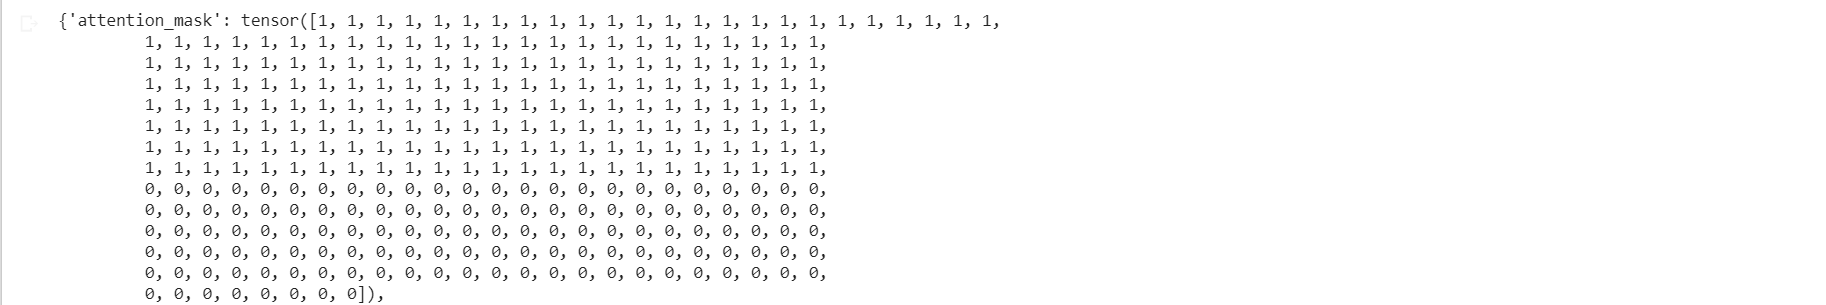 {'attention_mask': tensor([1, 1, 1, 1, 1, 1, 1, 1, 1, 1, 1, 1, 1, 1, 1, 1, 1, 1, 1, 1, 1, 1, 1, 1,
1, 1, 1, 1, 1, 1, 1, 1, 1, 1, 1, 1, 1, 1, 1, 1, 1, 1, 1, 1, 1, 1, 1, 1,
1, 1, 1, 1, 1, 1, 1, 1, 1, 1, 1, 1, 1, 1, 1, 1, 1, 1, 1, 1, 1, 1, 1, 1,
1, 1, 1, 1, 1, 1, 1, 1, 1, 1, 1, 1, 1, 1, 1, 1, 1, 1, 1, 1, 1, 1, 1, 1,
1, 1, 1, 1, 1, 1, 1, 1, 1, 1, 1, 1, 1, 1, 1, 1, 1, 1, 1, 1, 1, 1, 1, 1,
1, 1, 1, 1, 1, 1, 1, 1, 1, 1, 1, 1, 1, 1, 1, 1, 1, 1, 1, 1, 1, 1, 1, 1,
1, 1, 1, 1, 1, 1, 1, 1, 1, 1, 1, 1, 1, 1, 1, 1, 1, 1, 1, 1, 1, 1, 1, 1,
1, 1, 1, 1, 1, 1, 1, 1, 1, 1, 1, 1, 1, 1, 1, 1, 1, 1, 1, 1, 1, 1, 1, 1,
0, 0, 0, 0, 0, 0, 0, 0, 0, 0, 0, 0, 0, 0, 0, 0, 0, 0, 0, 0, 0, 0, 0, 0,
0, 0, 0, 0, 0, 0, 0, 0, 0, 0, 0, 0, 0, 0, 0, 0, 0, 0, 0, 0, 0, 0, 0, 0,
0, 0, 0, 0, 0, 0, 0, 0, 0, 0, 0, 0, 0, 0, 0, 0, 0, 0, 0, 0, 0, 0, 0, 0,
0, 0, 0, 0, 0, 0, 0, 0, 0, 0, 0, 0, 0, 0, 0, 0, 0, 0, 0, 0, 0, 0, 0, 0,
0, 0, 0, 0, 0, 0, 0, 0, 0, 0, 0, 0, 0, 0, 0, 0, 0, 0, 0, 0, 0, 0, 0, 0,
0, 0, 0, 0, 0, 0, 0, 0]),